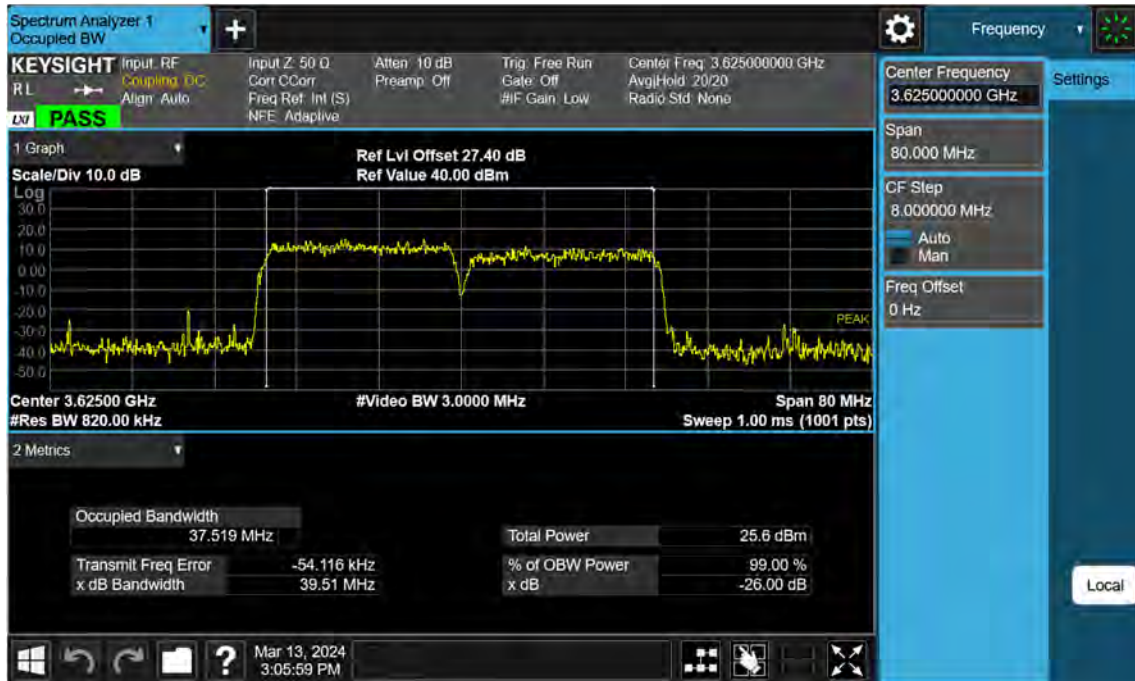 Spectrum Analyzer 1
Occupied BW
Frequency
KEYSIGHT
Input: RF
Coupling: DC
Align: Auto
Input Z: 50 Ω
Corr CCorr
Freq Ref: Int (S)
NFE: Adaptive
Atten: 10 dB
Preamp: Off
Trig: Free Run
Gate: Off
#IF Gain: Low
Center Freq: 3.625000000 GHz
Avg|Hold: 20/20
Radio Std: None
R L
LXI
PASS
Center Frequency
3.625000000 GHz
Settings
Span
80.000 MHz
CF Step
8.000000 MHz
Auto
Man
Freq Offset
0 Hz
1 Graph
Scale/Div 10.0 dB
Ref Lvl Offset 27.40 dB
Ref Value 40.00 dBm
Log
30.0
20.0
10.0
0.00
-10.0
-20.0
-30.0
-40.0
-50.0
PEAK
Center 3.62500 GHz
#Video BW 3.0000 MHz
Span 80 MHz
#Res BW 820.00 kHz
Sweep 1.00 ms (1001 pts)
2 Metrics
Occupied Bandwidth
37.519 MHz
Total Power 25.6 dBm
Transmit Freq Error -54.116 kHz
% of OBW Power 99.00 %
x dB Bandwidth 39.51 MHz
x dB -26.00 dB
Local
?
Mar 13, 2024
3:05:59 PM